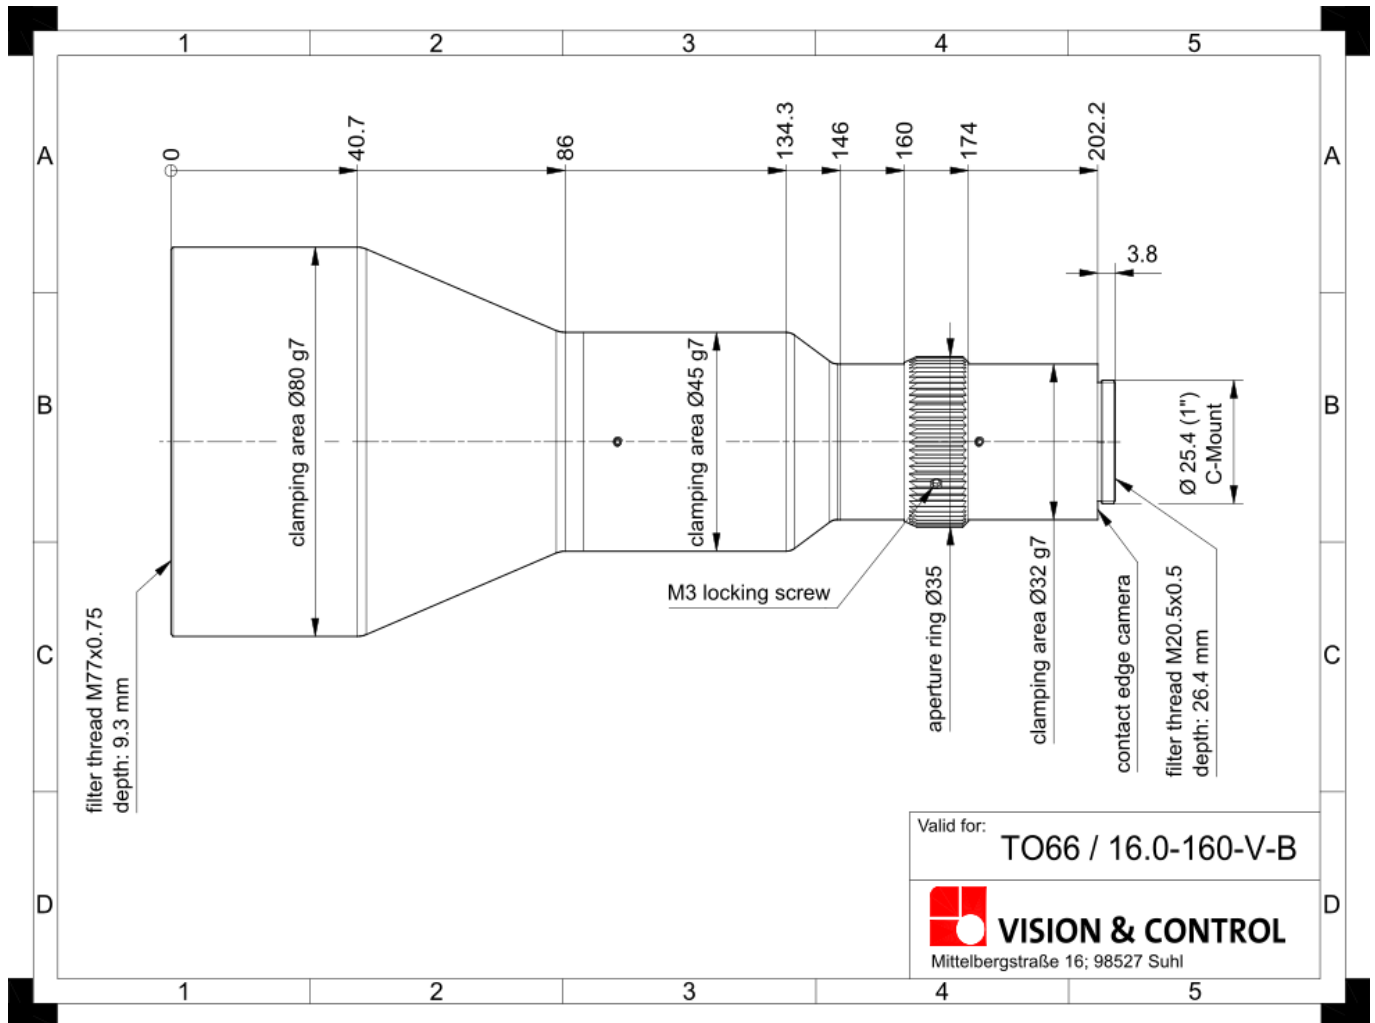 1 2 3 4 5
A A
0 40.7 86 134.3 146 160 174 202.2
3.8
B B
clamping area Ø80 g7
clamping area Ø45 g7
Ø 25.4 (1")
C-Mount
M3 locking screw
C C
filter thread M77x0.75
depth: 9.3 mm
aperture ring Ø35
clamping area Ø32 g7
contact edge camera
filter thread M20.5x0.5
depth: 26.4 mm
Valid for:
TO66 / 16.0-160-V-B
D D
VISION & CONTROL
Mittelbergstraße 16; 98527 Suhl
1 2 3 4 5